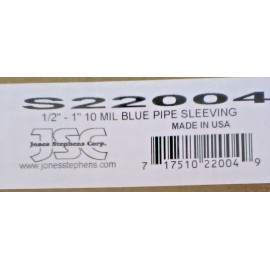 S22004
1/2" - 1" 10 MIL BLUE PIPE SLEEVING
MADE IN USA
JSC
Jones Stephens Corp.
www.jonesstephens.com
7 17510 22004 9